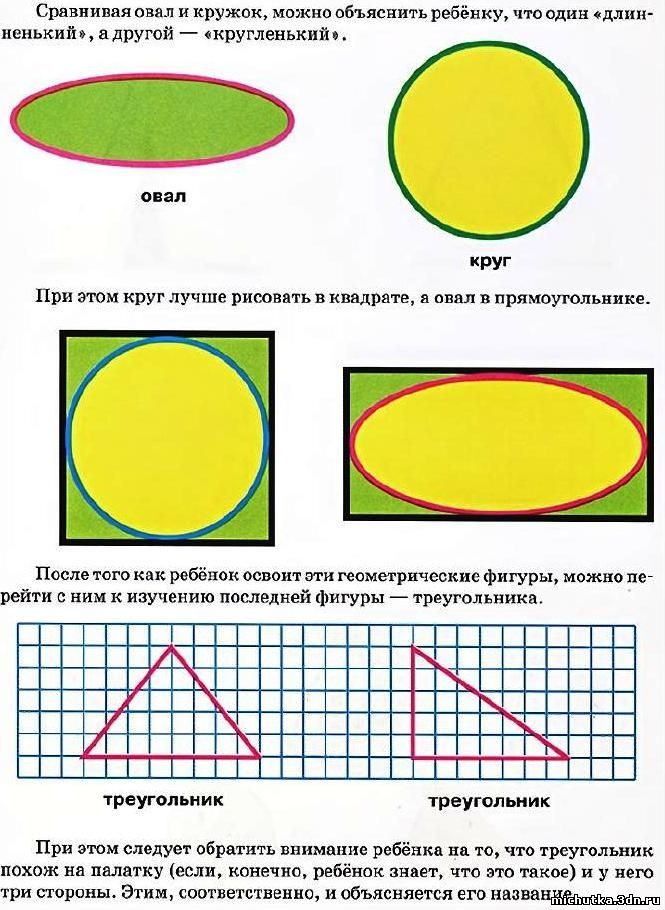 Сравнивая овал и кружок, можно объяснить ребёнку, что один «длин-
ненький», а другой — «кругленький».
овал
круг
При этом круг лучше рисовать в квадрате, а овал в прямоугольнике.
После того как ребёнок освоит эти геометрические фигуры, можно пе-
рейти с ним к изучению последней фигуры — треугольника.
треугольник
треугольник
При этом следует обратить внимание ребёнка на то, что треугольник
похож на палатку (если, конечно, ребёнок знает, что это такое) и у него
три стороны. Этим, соответственно, и объясняется его название.
michutka.3dn.ru